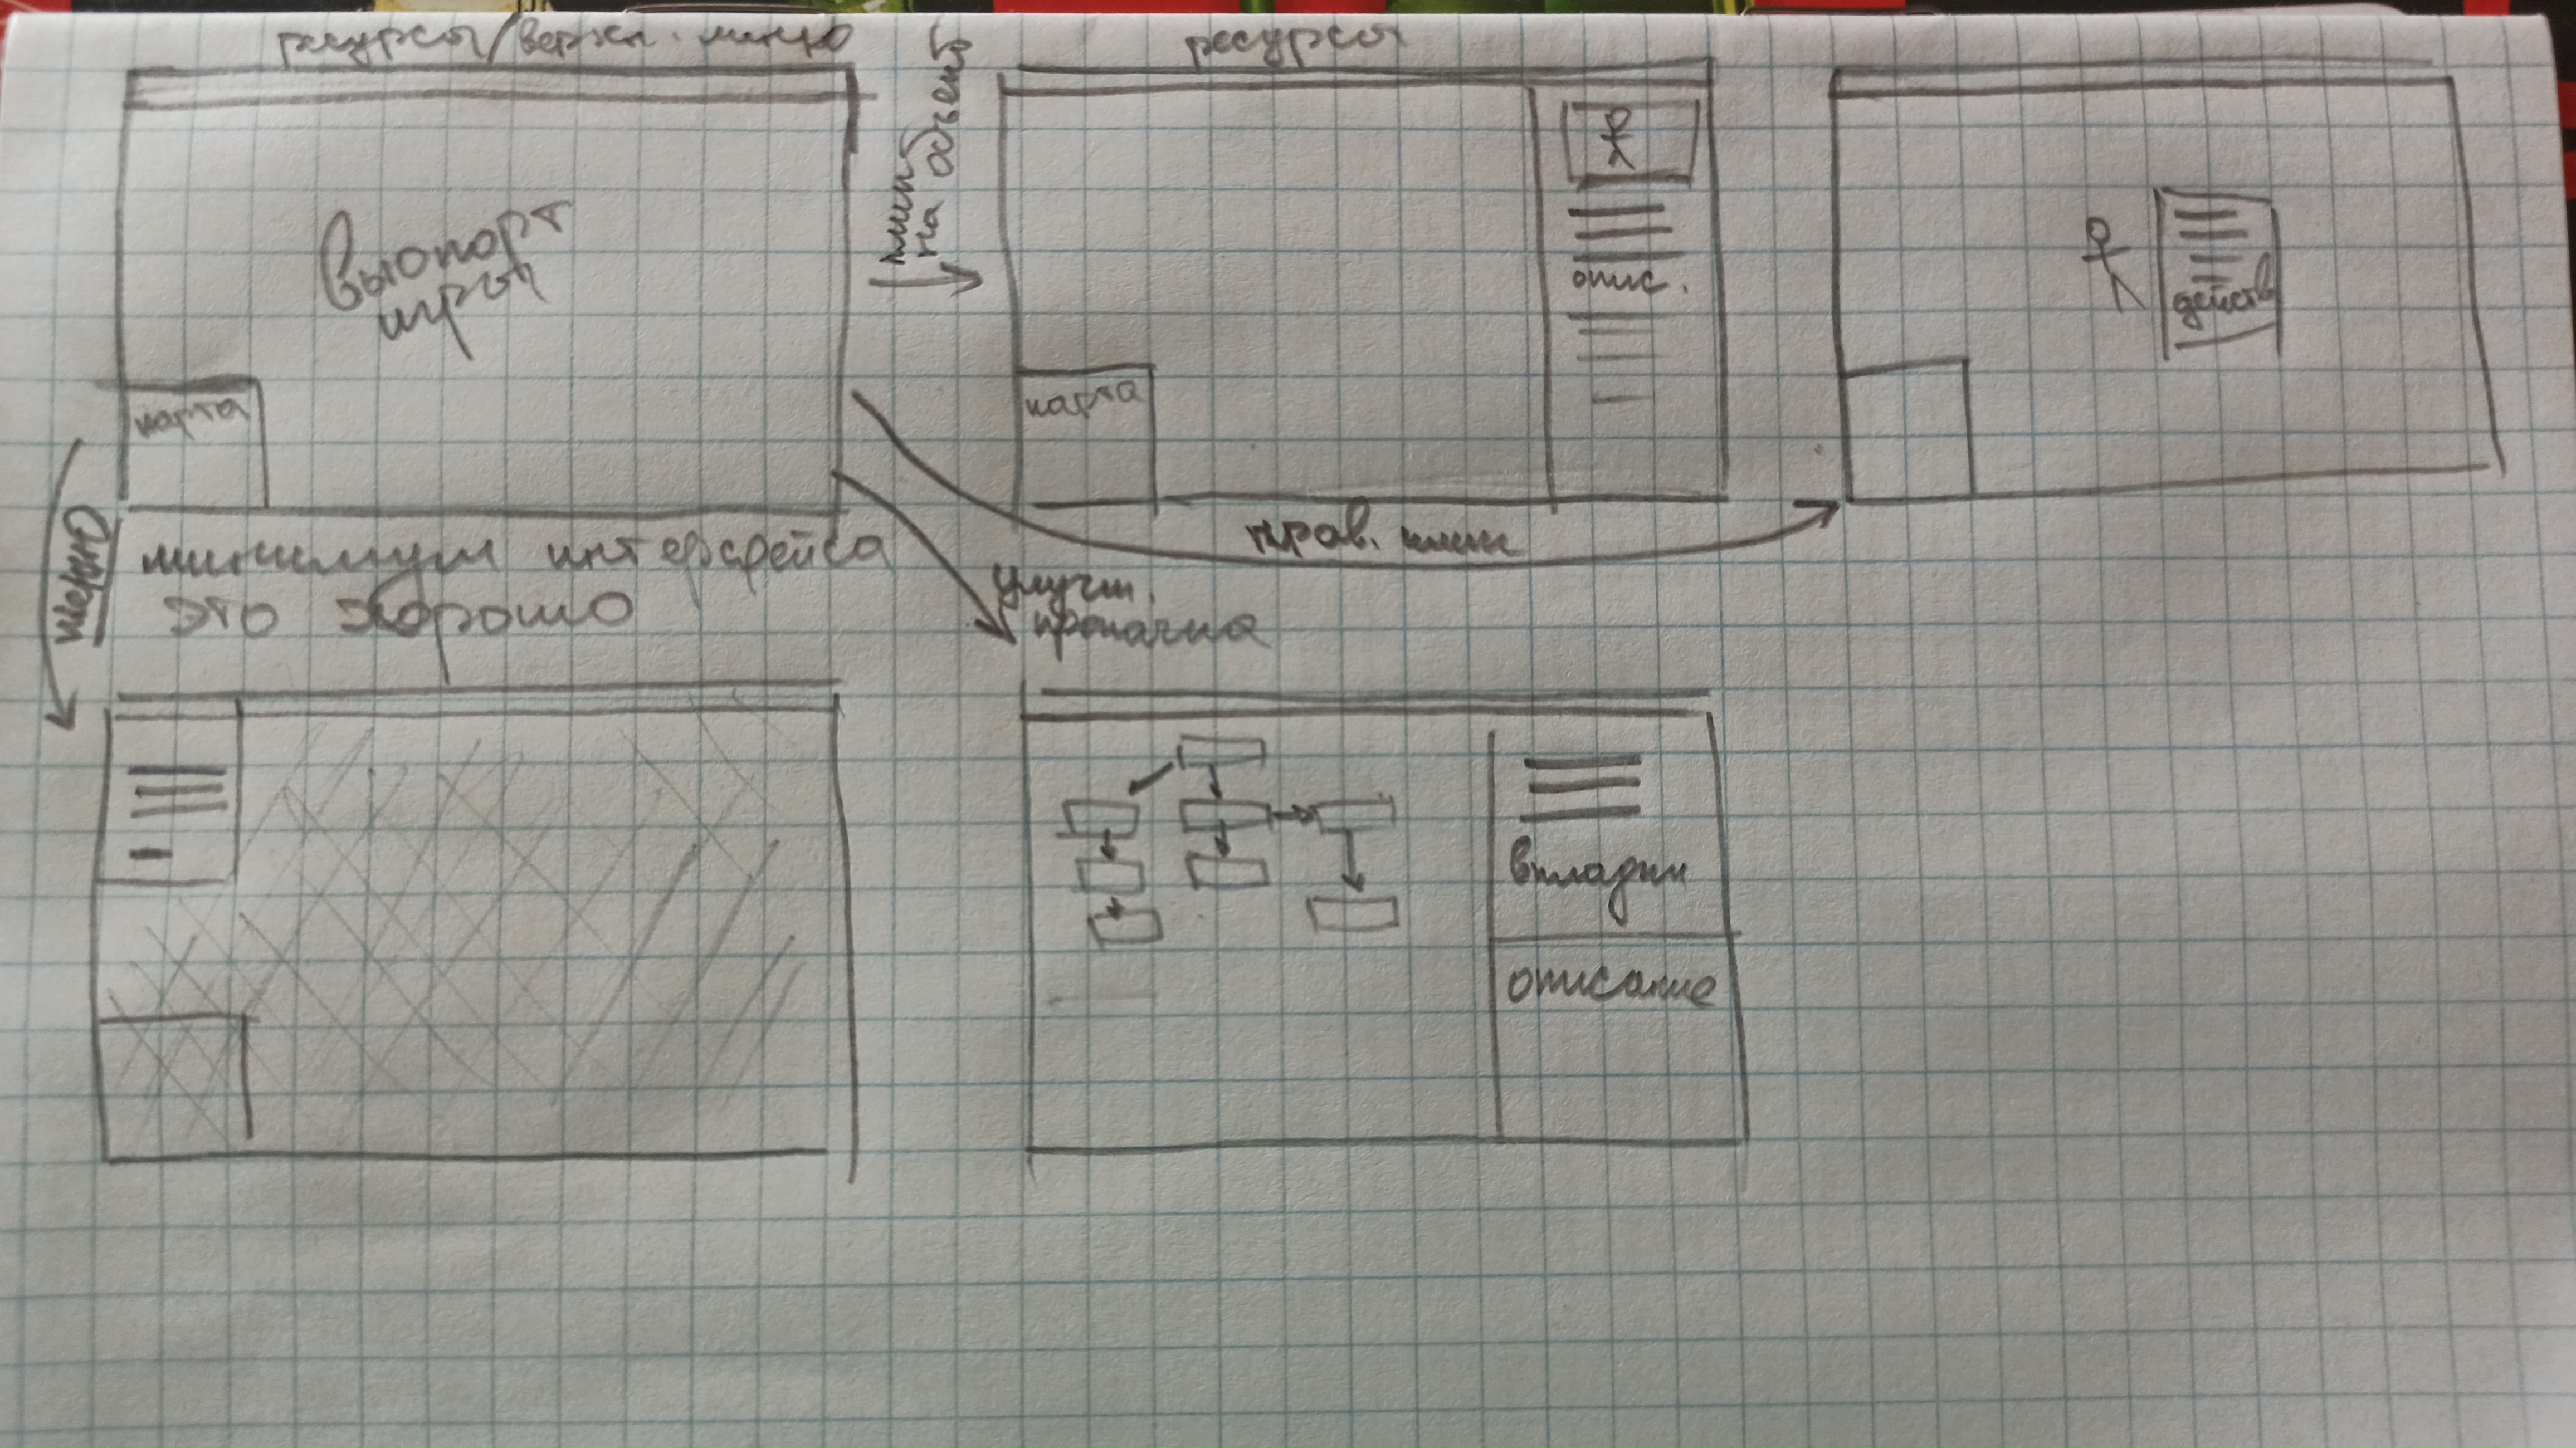 ресурсы/верхн. меню
ресурсы
клик
на объект
вьюпорт
игры
опис.
действ
карта
карта
прав. клик
меню
минимум интерфейса
это хорошо
улучш.
прокачка
вкладки
описание